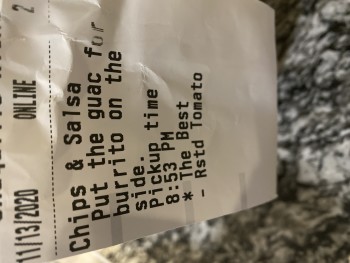 11/13/2020 ONLINE 2
Chips & Salsa
Put the guac for
burrito on the
side.
Pickup time
8:53 PM
* The Best
- Rstd Tomato